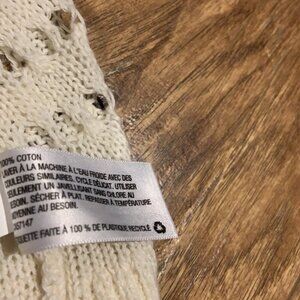 100% COTON
LAVER À LA MACHINE À L'EAU FROIDE AVEC DES
COULEURS SIMILAIRES, CYCLE DÉLICAT. UTILISER
SEULEMENT UN JAVELLISANT SANS CHLORE AU
BESOIN. SÉCHER À PLAT. REPASSER À TEMPÉRATURE
MOYENNE AU BESOIN.
57147
ÉTIQUETTE FAITE À 100 % DE PLASTIQUE RECYCLÉ